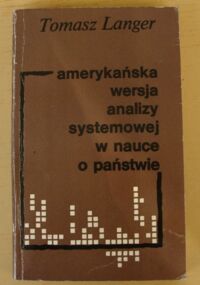 Tomasz Langer
amerykańska
wersja
analizy
systemowej
w nauce
o państwie